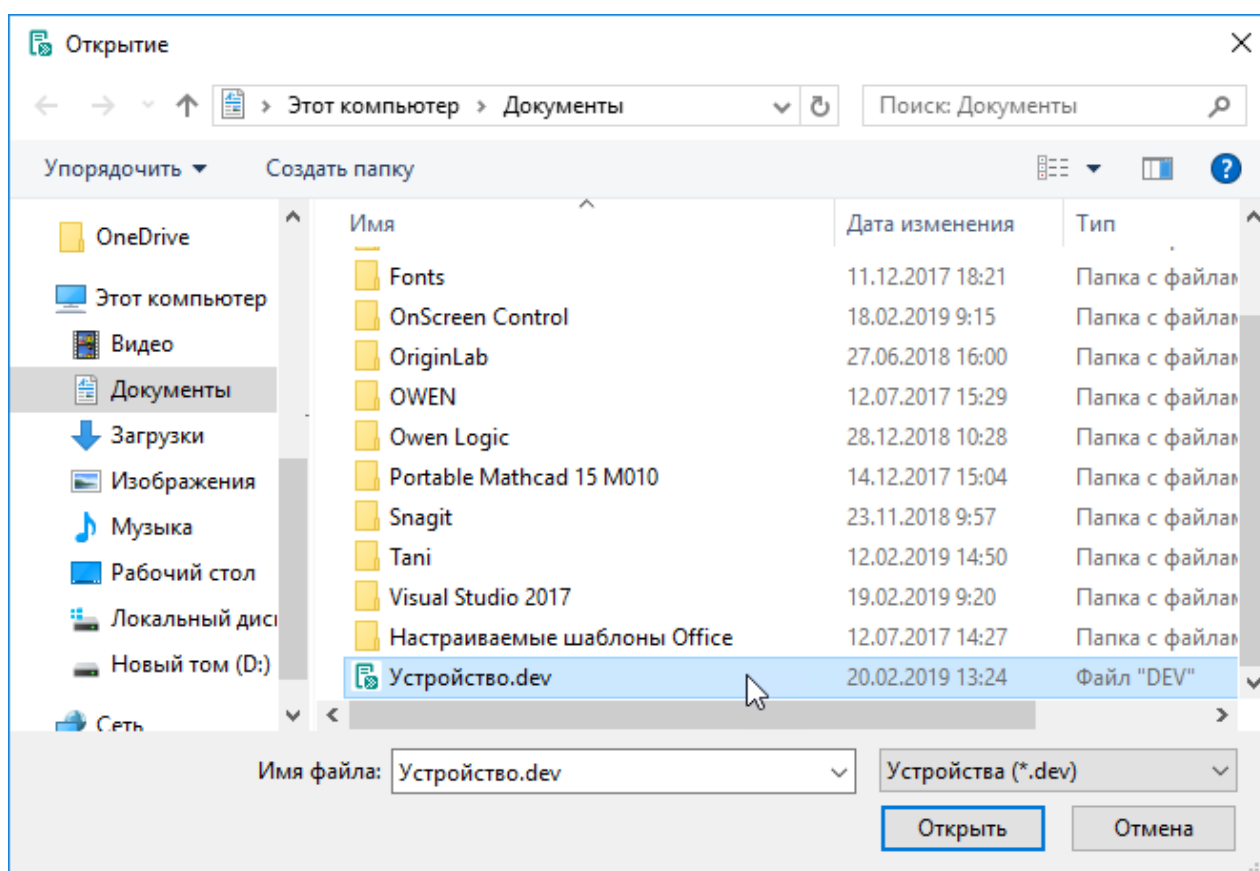 Открытие
Этот компьютер > Документы
Поиск: Документы
Упорядочить Создать папку
?
Имя Дата изменения Тип
OneDrive
Этот компьютер
Видео
Документы
Загрузки
Изображения
Музыка
Рабочий стол
Локальный дис
Новый том (D:)
Сеть
Fonts 11.12.2017 18:21 Папка с файлам
OnScreen Control 18.02.2019 9:15 Папка с файлам
OriginLab 27.06.2018 16:00 Папка с файлам
OWEN 12.07.2017 15:29 Папка с файлам
Owen Logic 28.12.2018 10:28 Папка с файлам
Portable Mathcad 15 M010 14.12.2017 15:04 Папка с файлам
Snagit 23.11.2018 9:57 Папка с файлам
Tani 12.02.2019 14:50 Папка с файлам
Visual Studio 2017 19.02.2019 9:20 Папка с файлам
Настраиваемые шаблоны Office 12.07.2017 14:27 Папка с файлам
Устройство.dev 20.02.2019 13:24 Файл "DEV"
Имя файла: Устройство.dev Устройства (*.dev)
Открыть Отмена